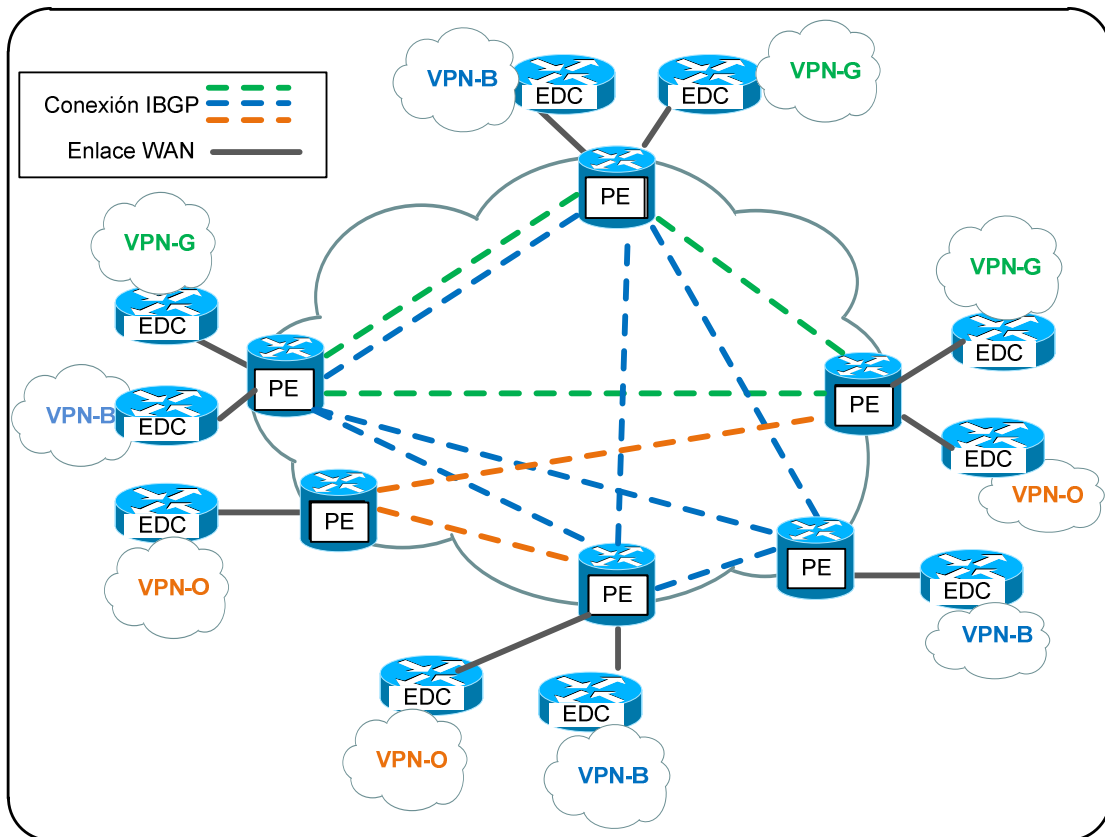 VPN-B
EDC
EDC
VPN-G
Conexión IBGP
Enlace WAN
PE
VPN-G
EDC
VPN-G
EDC
PE
VPN-B
EDC
PE
EDC
VPN-O
EDC
PE
VPN-O
PE
PE
EDC
VPN-B
EDC
VPN-O
EDC
VPN-B